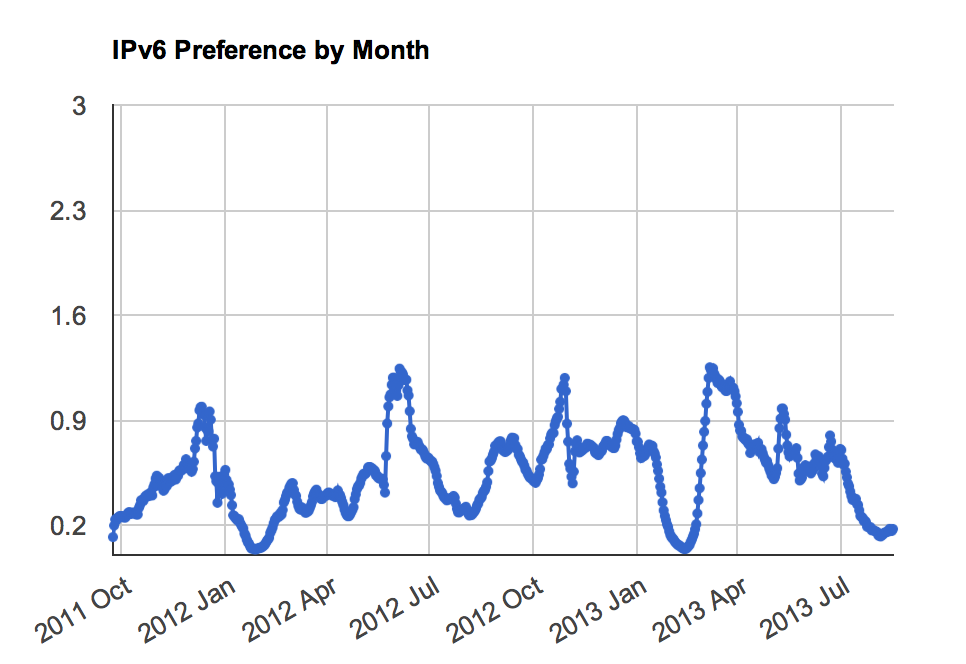 IPv6 Preference by Month
3
2.3
1.6
0.9
0.2
2011 Oct
2012 Jan
2012 Apr
2012 Jul
2012 Oct
2013 Jan
2013 Apr
2013 Jul